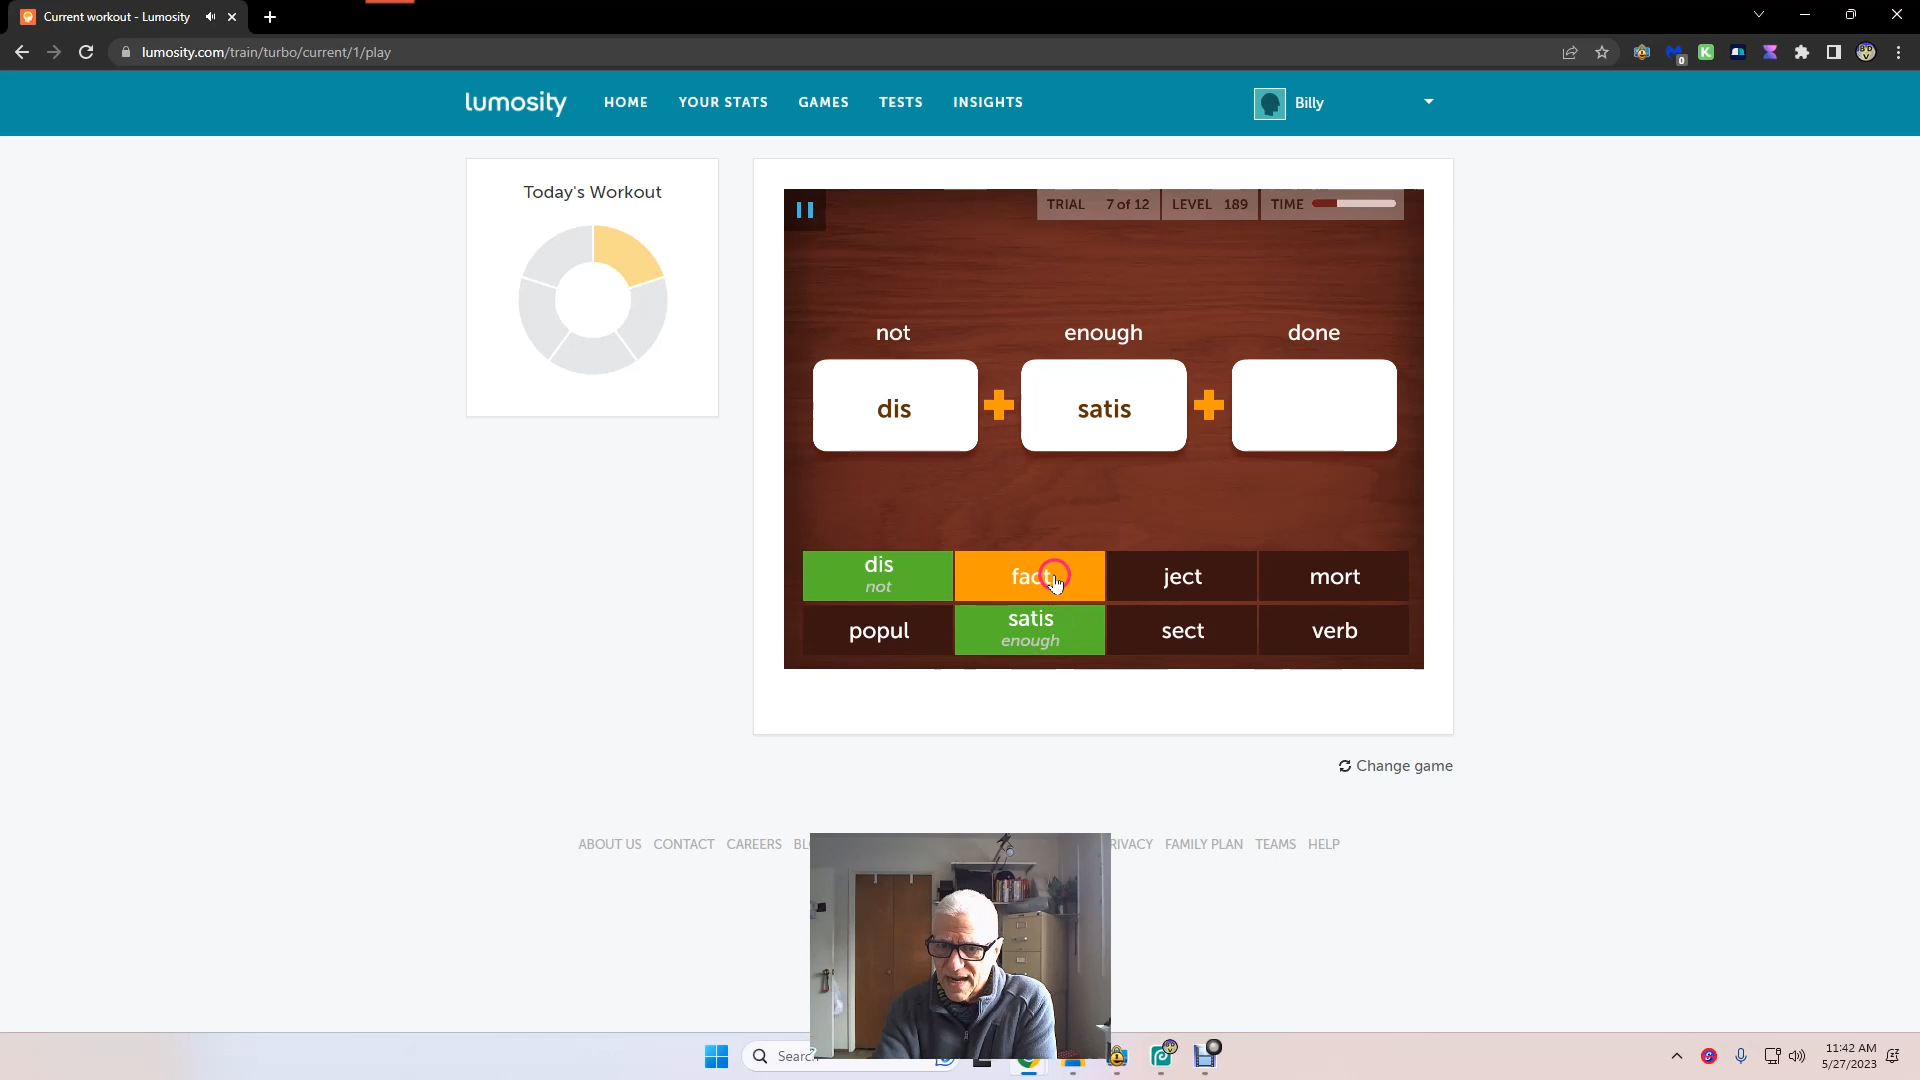 Current workout - Lumosity
lumosity.com/train/turbo/current/1/play
0
K
lumosity
HOME
YOUR STATS
GAMES
TESTS
INSIGHTS
Billy
Today's Workout
TRIAL 7 of 12
LEVEL 189
TIME
not
enough
done
dis
satis
dis
not
fact
ject
mort
popul
satis
enough
sect
verb
Change game
ABOUT US
CONTACT
CAREERS
FAMILY PLAN
TEAMS
HELP
11:42 AM
5/27/2023